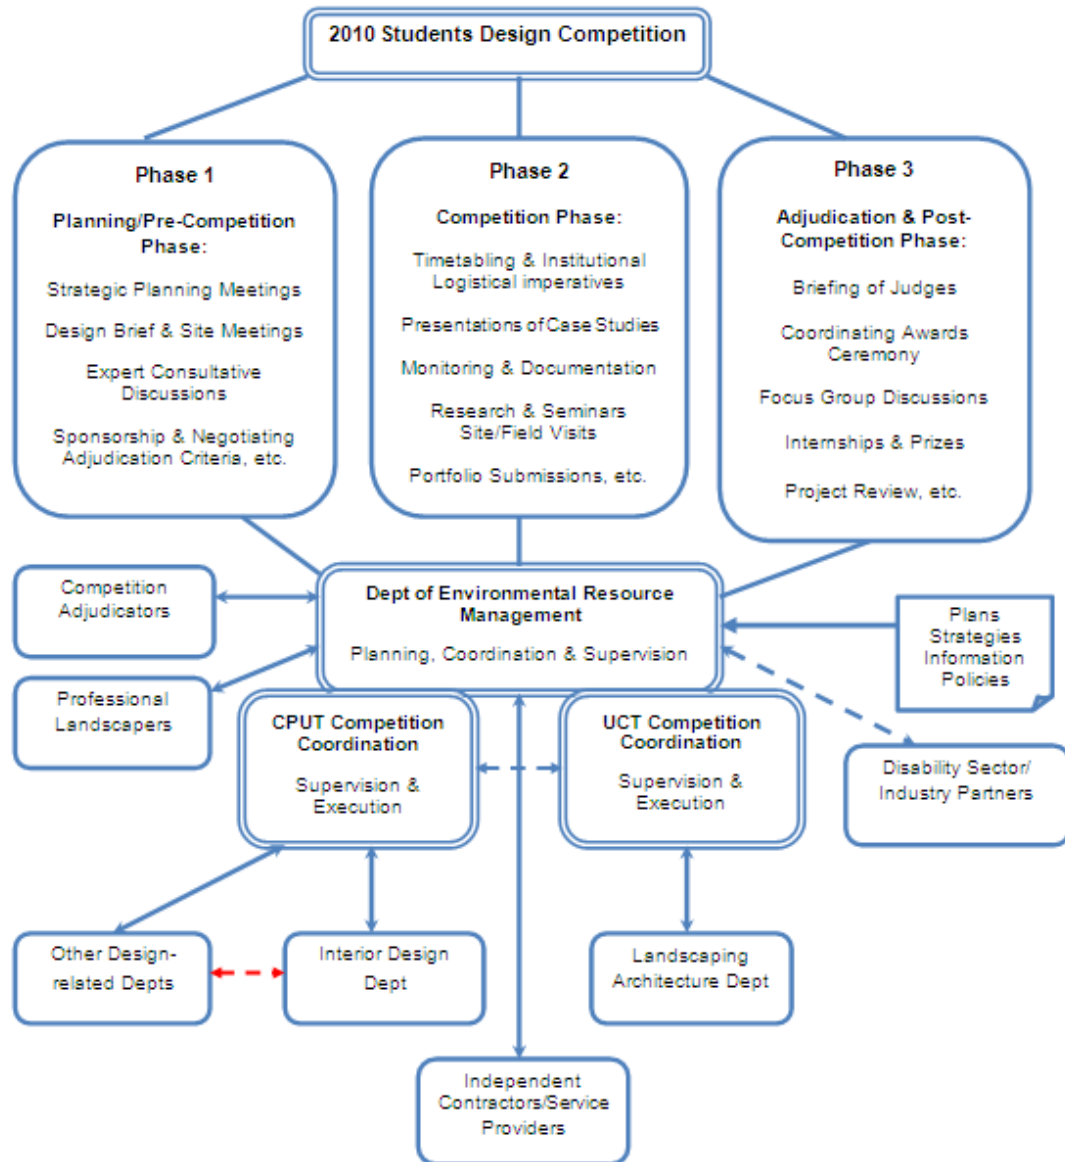 2010 Students Design Competition
Phase 1
Planning/Pre-Competition
Phase:
Strategic Planning Meetings
Design Brief & Site Meetings
Expert Consultative
Discussions
Sponsorship & Negotiating
Adjudication Criteria, etc.
Phase 2
Competition Phase:
Timetabling & Institutional
Logistical imperatives
Presentations of Case Studies
Monitoring & Documentation
Research & Seminars
Site/Field Visits
Portfolio Submissions, etc.
Phase 3
Adjudication & Post-
Competition Phase:
Briefing of Judges
Coordinating Awards
Ceremony
Focus Group Discussions
Internships & Prizes
Project Review, etc.
Competition
Adjudicators
Dept of Environmental Resource
Management
Planning, Coordination & Supervision
Plans
Strategies
Information
Policies
Professional
Landscapers
CPUT Competition
Coordination
Supervision &
Execution
UCT Competition
Coordination
Supervision &
Execution
Disability Sector/
Industry Partners
Other Design-
related Depts
Interior Design
Dept
Landscaping
Architecture Dept
Independent
Contractors/Service
Providers